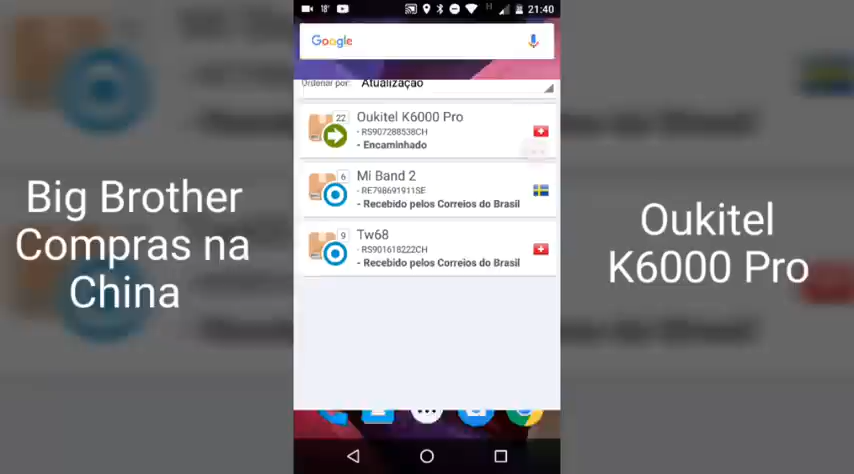 18°
H
21:40
Google
Ordenar por:
Atualização
22
Oukitel K6000 Pro
- RS907288538CH
- Encaminhado
6
Mi Band 2
- RE798691911SE
- Recebido pelos Correios do Brasil
9
Tw68
- RS901618222CH
- Recebido pelos Correios do Brasil
Big Brother
Compras na
China
Oukitel
K6000 Pro